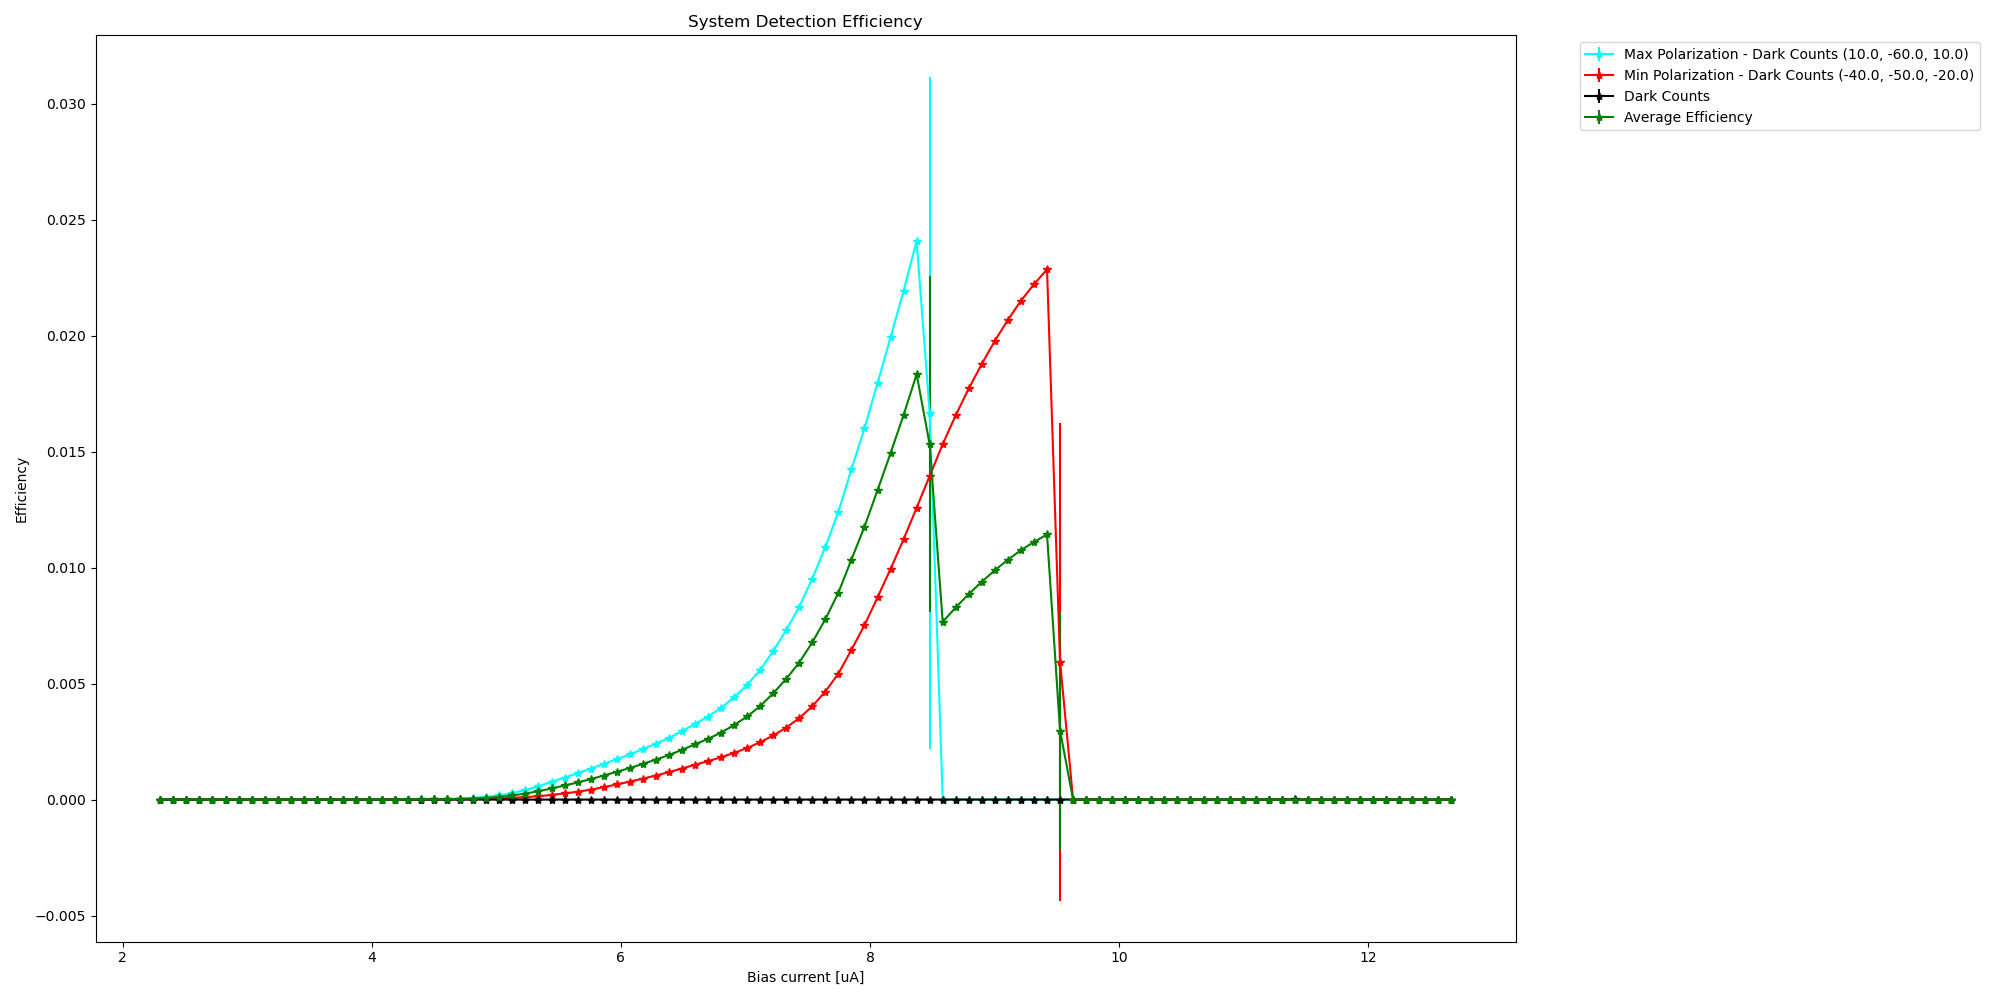 System Detection Efficiency
Max Polarization - Dark Counts (10.0, -60.0, 10.0)
Min Polarization - Dark Counts (-40.0, -50.0, -20.0)
Dark Counts
Average Efficiency
0.030
0.025
0.020
0.015
0.010
0.005
0.000
−0.005
Efficiency
2 4 6 8 10 12
Bias current [uA]